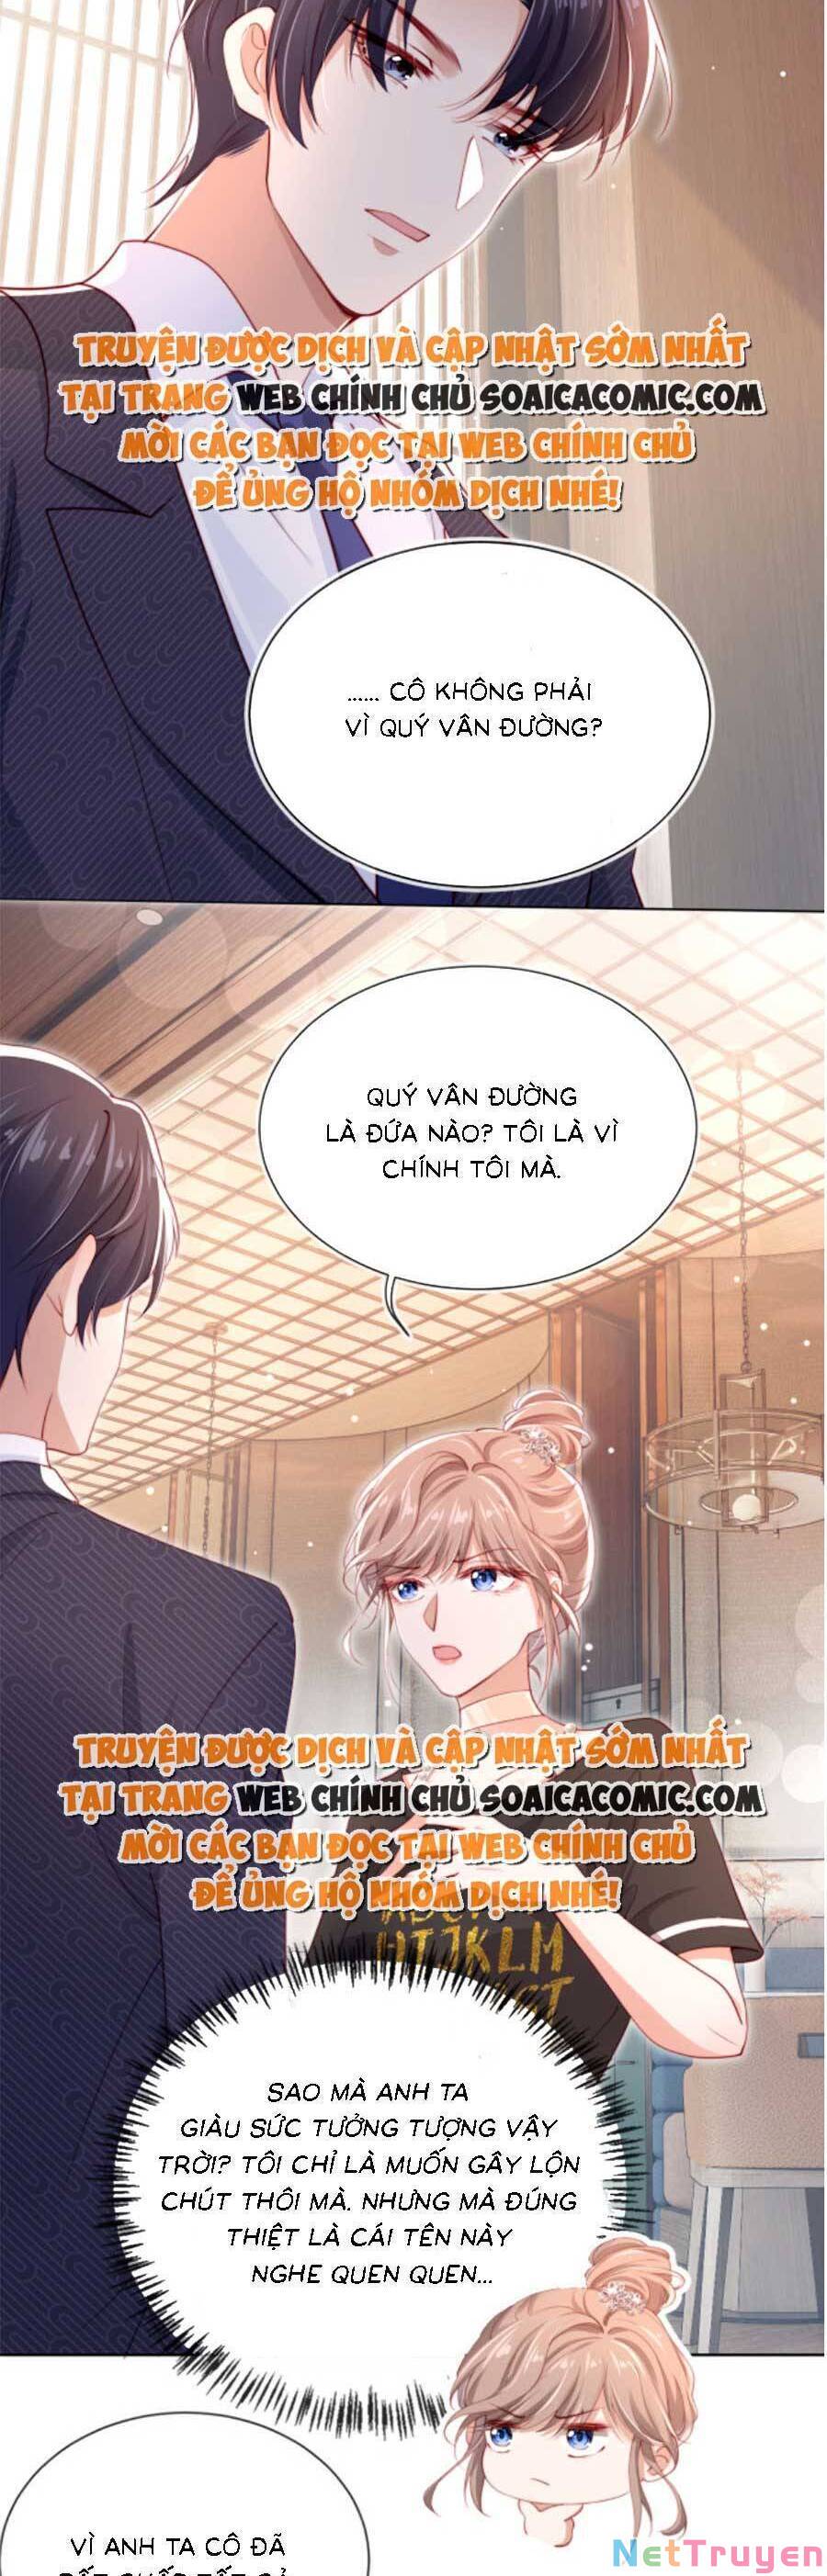 TRUYỆN ĐƯỢC DỊCH VÀ CẬP NHẬT SỚM NHẤT
TẠI TRANG WEB CHÍNH CHỦ SOAICACOMIC.COM
MỜI CÁC BẠN ĐỌC TẠI WEB CHÍNH CHỦ
ĐỂ ỦNG HỘ NHÓM DỊCH NHÉ!
...... CÔ KHÔNG PHẢI
VÌ QUÝ VÂN ĐƯỜNG?
QUÝ VÂN ĐƯỜNG
LÀ ĐỨA NÀO? TÔI LÀ VÌ
CHÍNH TÔI MÀ.
TRUYỆN ĐƯỢC DỊCH VÀ CẬP NHẬT SỚM NHẤT
TẠI TRANG WEB CHÍNH CHỦ SOAICACOMIC.COM
MỜI CÁC BẠN ĐỌC TẠI WEB CHÍNH CHỦ
ĐỂ ỦNG HỘ NHÓM DỊCH NHÉ!
HIJKLM
SAO MÀ ANH TA
GIÀU SỨC TƯỞNG TƯỢNG VẬY
TRỜI? TÔI CHỈ LÀ MUỐN GÂY LỘN
CHÚT THÔI MÀ. NHƯNG MÀ ĐÚNG
THIỆT LÀ CÁI TÊN NÀY
NGHE QUEN QUEN...
VÌ ANH TA CÔ ĐÃ
NetTruyen